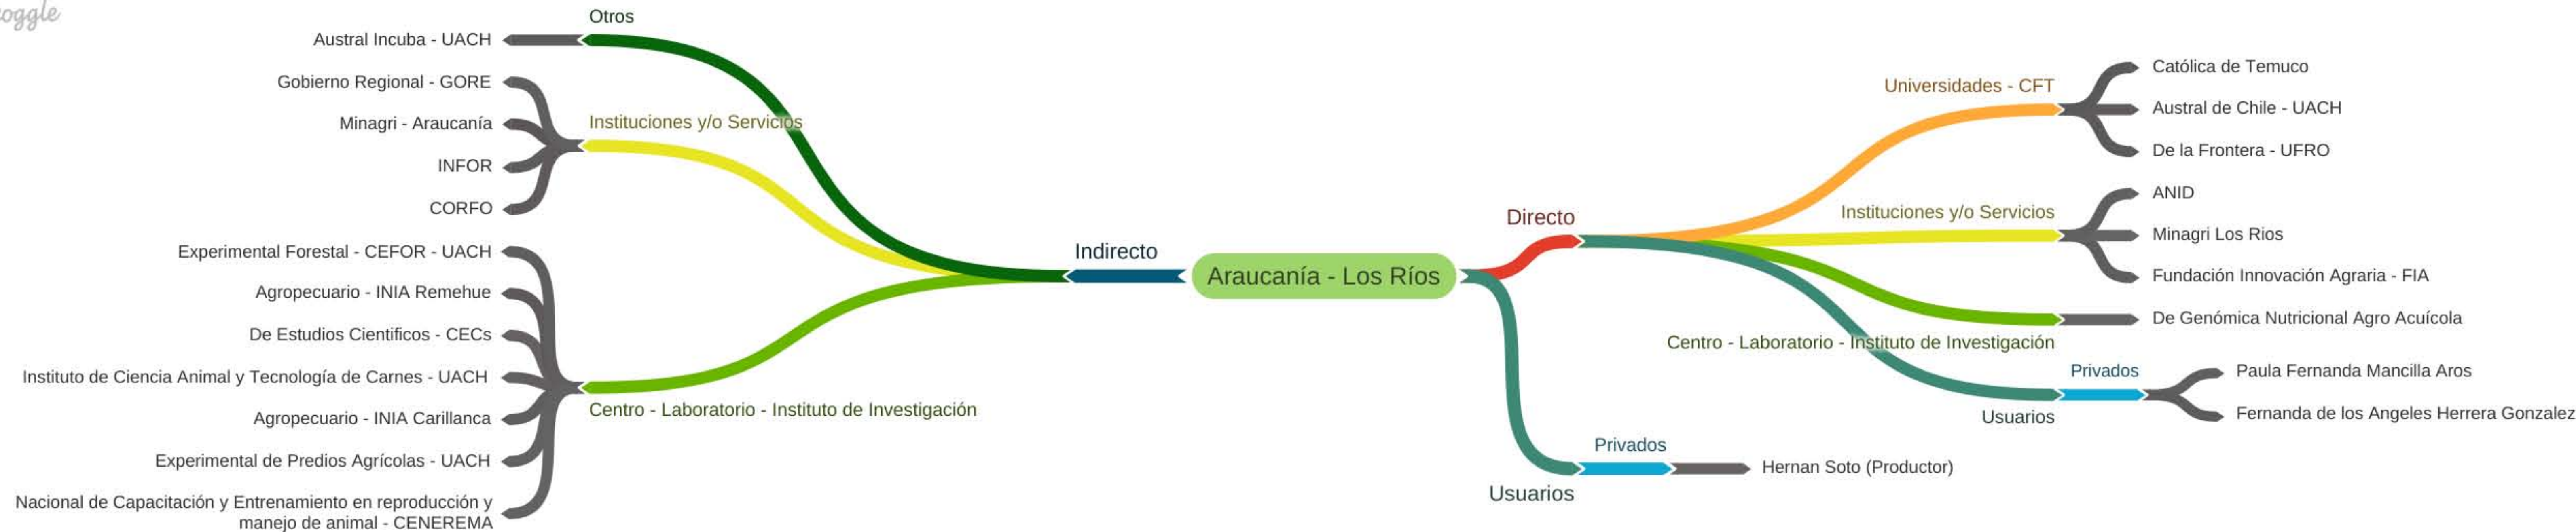 oggle
Otros
Austral Incuba - UACH
Gobierno Regional - GORE
Minagri - Araucanía
Instituciones y/o Servicios
INFOR
CORFO
Experimental Forestal - CEFOR - UACH
Agropecuario - INIA Remehue
De Estudios Cientificos - CECs
Instituto de Ciencia Animal y Tecnología de Carnes - UACH
Centro - Laboratorio - Instituto de Investigación
Agropecuario - INIA Carillanca
Experimental de Predios Agrícolas - UACH
Nacional de Capacitación y Entrenamiento en reproducción y
manejo de animal - CENEREMA
Indirecto
Araucanía - Los Ríos
Directo
Universidades - CFT
Católica de Temuco
Austral de Chile - UACH
De la Frontera - UFRO
Instituciones y/o Servicios
ANID
Minagri Los Rios
Fundación Innovación Agraria - FIA
Centro - Laboratorio - Instituto de Investigación
De Genómica Nutricional Agro Acuícola
Usuarios
Privados
Paula Fernanda Mancilla Aros
Fernanda de los Angeles Herrera Gonzalez
Usuarios
Privados
Hernan Soto (Productor)